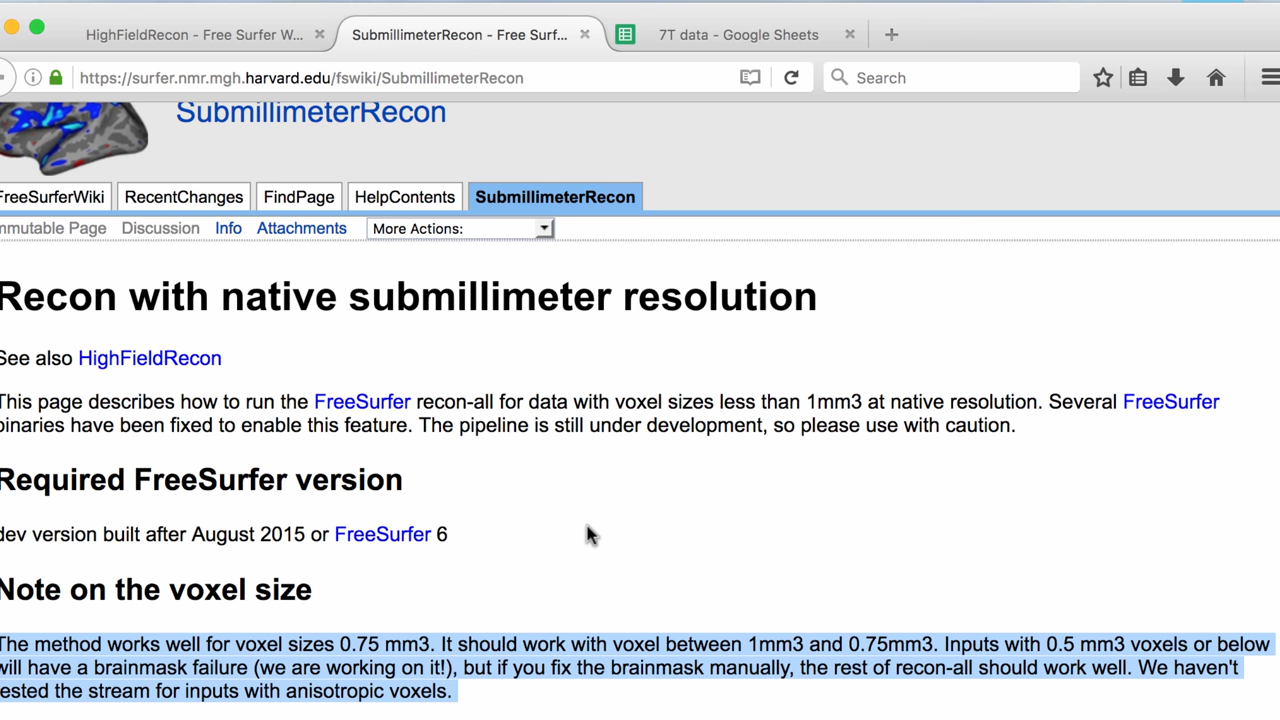 HighFieldRecon - Free Surfer W...
SubmillimeterRecon - Free Surf...
7T data - Google Sheets
https://surfer.nmr.mgh.harvard.edu/fswiki/SubmillimeterRecon
Search
SubmillimeterRecon
FreeSurferWiki RecentChanges FindPage HelpContents SubmillimeterRecon
mmutable Page Discussion Info Attachments More Actions:
Recon with native submillimeter resolution
See also HighFieldRecon
This page describes how to run the FreeSurfer recon-all for data with voxel sizes less than 1mm3 at native resolution. Several FreeSurfer
binaries have been fixed to enable this feature. The pipeline is still under development, so please use with caution.
Required FreeSurfer version
dev version built after August 2015 or FreeSurfer 6
Note on the voxel size
The method works well for voxel sizes 0.75 mm3. It should work with voxel between 1mm3 and 0.75mm3. Inputs with 0.5 mm3 voxels or below
will have a brainmask failure (we are working on it!), but if you fix the brainmask manually, the rest of recon-all should work well. We haven't
tested the stream for inputs with anisotropic voxels.